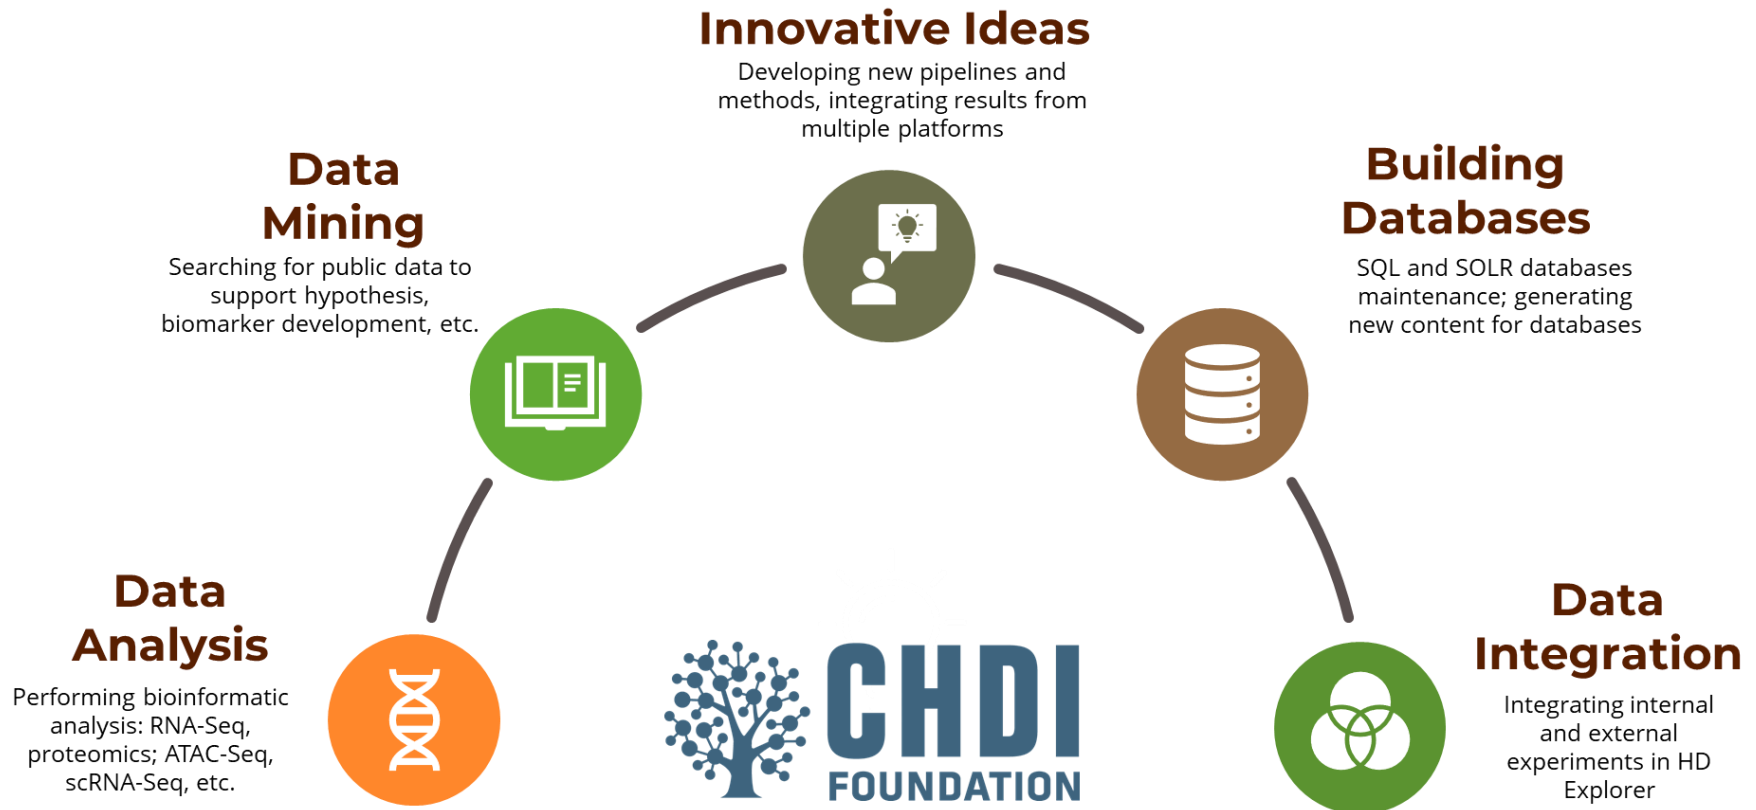 Innovative Ideas
Developing new pipelines and
methods, integrating results from
multiple platforms
Data
Mining
Searching for public data to
support hypothesis,
biomarker development, etc.
Building
Databases
SQL and SOLR databases
maintenance; generating
new content for databases
Data
Analysis
Performing bioinformatic
analysis: RNA-Seq,
proteomics; ATAC-Seq,
scRNA-Seq, etc.
CHDI
FOUNDATION
Data
Integration
Integrating internal
and external
experiments in HD
Explorer